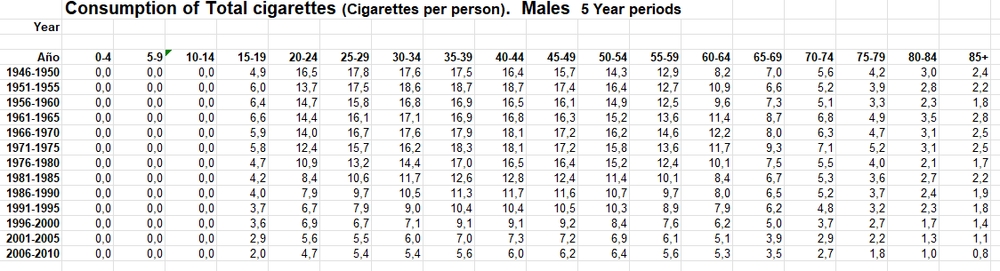 Consumption of Total cigarettes (Cigarettes per person). Males 5 Year periods
Year
Año 0-4 5-9 10-14 15-19 20-24 25-29 30-34 35-39 40-44 45-49 50-54 55-59 60-64 65-69 70-74 75-79 80-84 85+
1946-1950 0,0 0,0 0,0 4,9 16,5 17,8 17,6 17,5 16,4 15,7 14,3 12,9 8,2 7,0 5,6 4,2 3,0 2,4
1951-1955 0,0 0,0 0,0 6,0 13,7 17,5 18,6 18,7 18,7 17,4 16,4 12,7 10,9 6,6 5,2 3,9 2,8 2,2
1956-1960 0,0 0,0 0,0 6,4 14,7 15,8 16,8 16,9 16,5 16,1 14,9 12,5 9,6 7,3 5,1 3,3 2,3 1,8
1961-1965 0,0 0,0 0,0 6,6 14,4 16,1 17,1 16,9 16,8 16,3 15,2 13,6 11,4 8,7 6,8 4,9 3,5 2,8
1966-1970 0,0 0,0 0,0 5,9 14,0 16,7 17,6 17,9 18,1 17,2 16,2 14,6 12,2 8,0 6,3 4,7 3,1 2,5
1971-1975 0,0 0,0 0,0 5,8 12,4 15,7 16,2 18,3 18,1 17,2 15,8 13,6 11,7 9,3 7,1 5,2 3,1 2,5
1976-1980 0,0 0,0 0,0 4,7 10,9 13,2 14,4 17,0 16,5 16,4 15,2 12,4 10,1 7,5 5,5 4,0 2,1 1,7
1981-1985 0,0 0,0 0,0 4,2 8,4 10,6 11,7 12,6 12,8 12,4 11,4 10,1 8,4 6,7 5,3 3,6 2,7 2,2
1986-1990 0,0 0,0 0,0 4,0 7,9 9,7 10,5 11,3 11,7 11,6 10,7 9,7 8,0 6,5 5,2 3,7 2,4 1,9
1991-1995 0,0 0,0 0,0 3,7 6,7 7,9 9,0 10,4 10,4 10,5 10,3 8,9 7,9 6,2 4,8 3,2 2,3 1,8
1996-2000 0,0 0,0 0,0 3,6 6,9 6,7 7,1 9,1 9,1 9,2 8,4 7,6 6,2 5,0 3,7 2,7 1,7 1,4
2001-2005 0,0 0,0 0,0 2,9 5,6 5,5 6,0 7,0 7,3 7,2 6,9 6,1 5,1 3,9 2,9 2,2 1,3 1,1
2006-2010 0,0 0,0 0,0 2,0 4,7 5,4 5,4 5,6 6,0 6,2 6,4 5,6 5,3 3,5 2,7 1,8 1,0 0,8